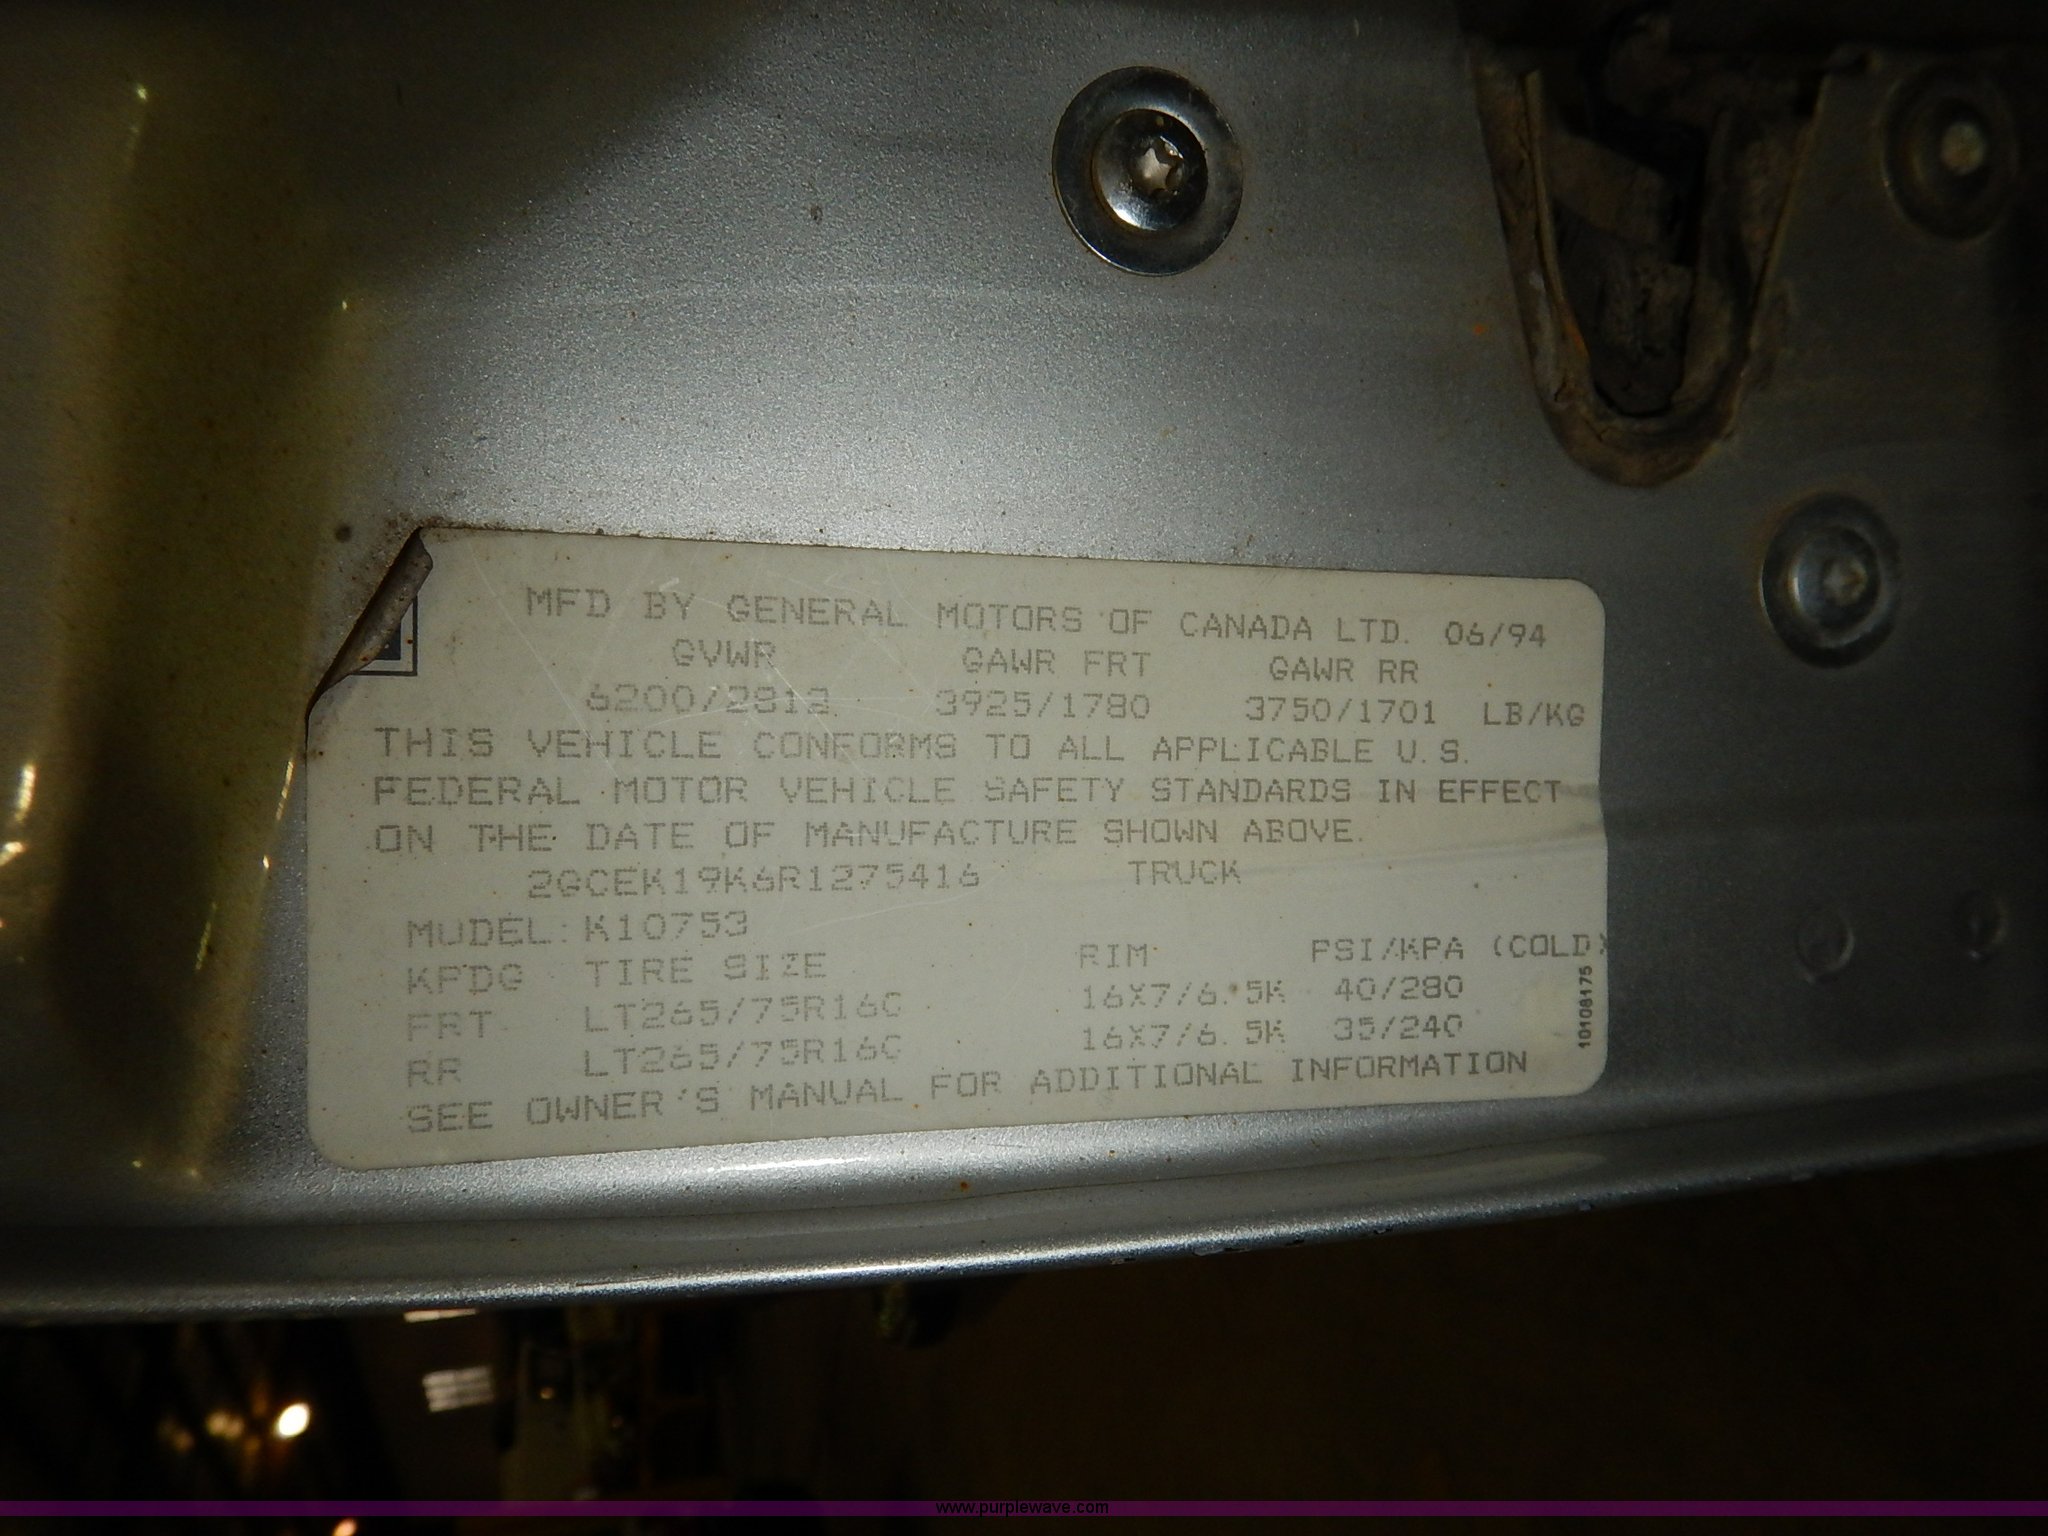 MFD BY GENERAL MOTORS OF CANADA LTD. 06/94
GVWR GAWR FRT GAWR RR
6200/2812 3925/1780 3750/1701 LB/KG
THIS VEHICLE CONFORMS TO ALL APPLICABLE U.S.
FEDERAL MOTOR VEHICLE SAFETY STANDARDS IN EFFECT
ON THE DATE OF MANUFACTURE SHOWN ABOVE.
2GCEK19K6R1275416 TRUCK
MODEL: K10753
KPDG TIRE SIZE RIM PSI/KPA (COLD)
FRT LT265/75R16C 16X7/6.5K 40/280
RR LT265/75R16C 16X7/6.5K 35/240
SEE OWNER'S MANUAL FOR ADDITIONAL INFORMATION
10108175
www.purplewave.com